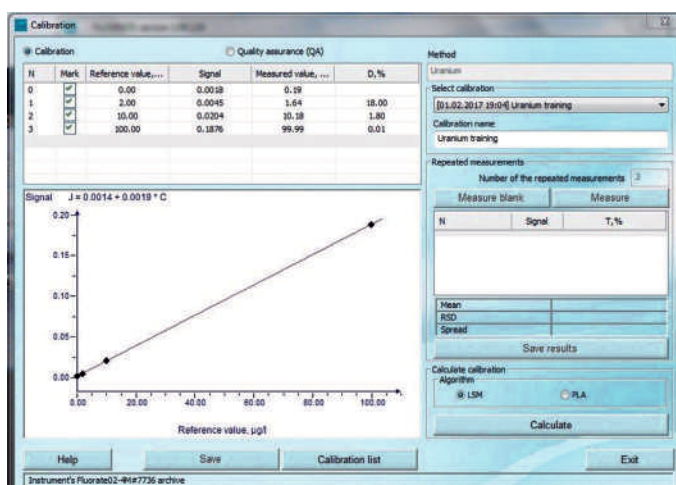 Calibration
Calibration
Quality assurance (QA)
N Mark Reference value,... Signal Measured value, ... D,%
0 0.00 0.0018 0.19
1 2.00 0.0045 1.64 18.00
2 10.00 0.0204 10.18 1.80
3 100.00 0.1876 99.99 0.01
Signal J = 0.0014 + 0.0019 * C
0.20
0.15
0.10
0.05
0.00
0.00 20.00 40.00 60.00 80.00 100.00
Reference value, µg/l
Method
Uranium
Select calibration
[01.02.2017 19:04] Uranium training
Calibration name
Uranium training
Repeated measurements
Number of the repeated measurements 3
Measure blank Measure
N Signal T,%
Mean
RSD
Spread
Save results
Calculate calibration
Algorithm
LSM PLA
Calculate
Help Save Calibration list Exit
Instrument's Fluorate02-4M#7736 archive